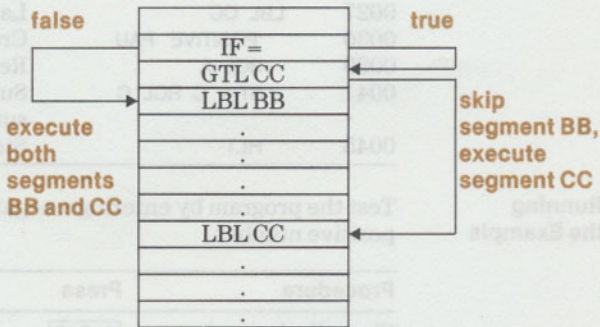 false
true
IF =
GTL CC
LBL BB
.
.
.
.
LBL CC
.
.
.
execute
both
segments
BB and CC
skip
segment BB,
execute
segment CC